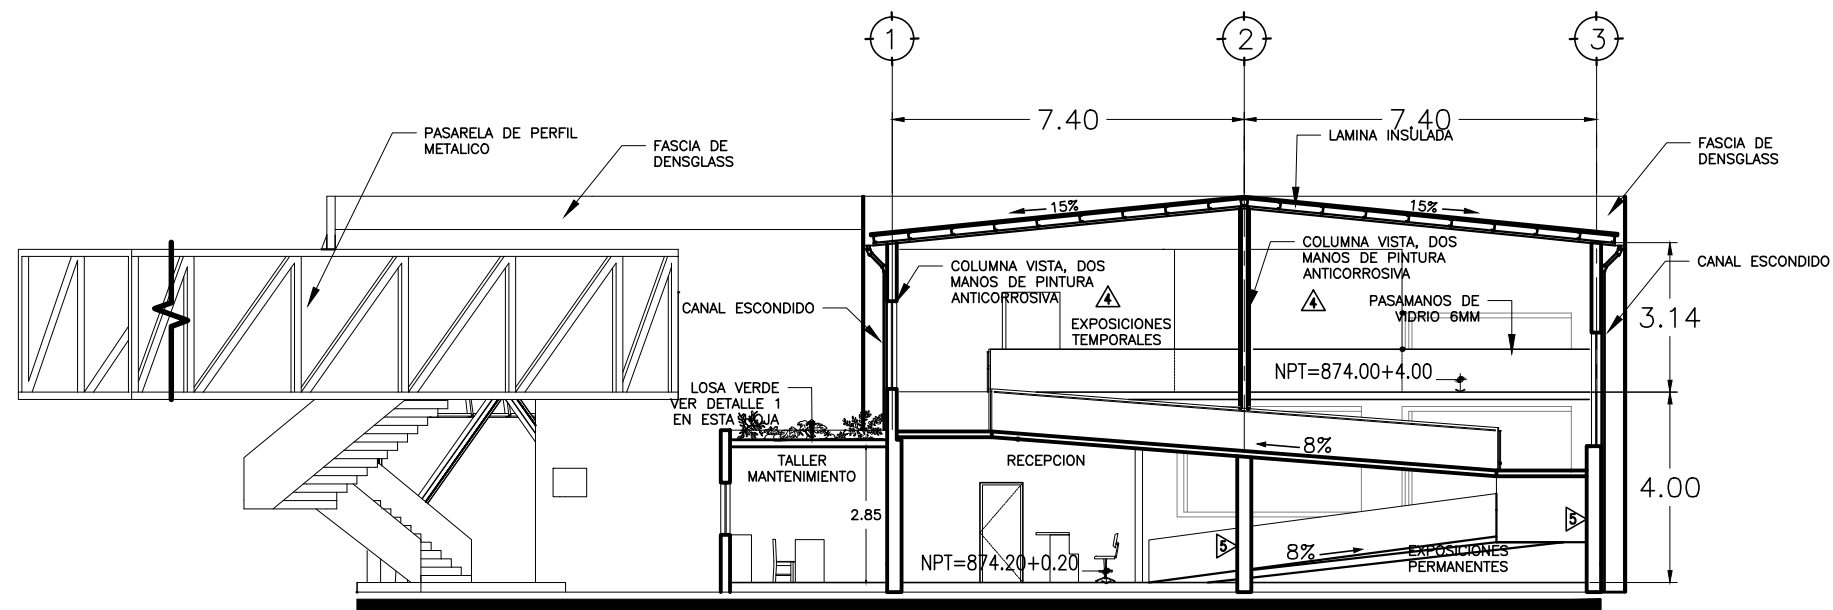 1
2
3
7.40
7.40
LAMINA INSULADA
PASARELA DE PERFIL
METALICO
FASCIA DE
DENSGLASS
FASCIA DE
DENSGLASS
15%
15%
COLUMNA VISTA, DOS
MANOS DE PINTURA
ANTICORROSIVA
COLUMNA VISTA, DOS
MANOS DE PINTURA
ANTICORROSIVA
CANAL ESCONDIDO
CANAL ESCONDIDO
4
4
PASAMANOS DE
VIDRIO 6MM
3.14
EXPOSICIONES
TEMPORALES
NPT=874.00+4.00
LOSA VERDE
VER DETALLE 1
EN ESTA HOJA
8%
TALLER
MANTENIMIENTO
RECEPCION
4.00
2.85
5
5
8%
EXPOSICIONES
PERMANENTES
NPT=874.20+0.20